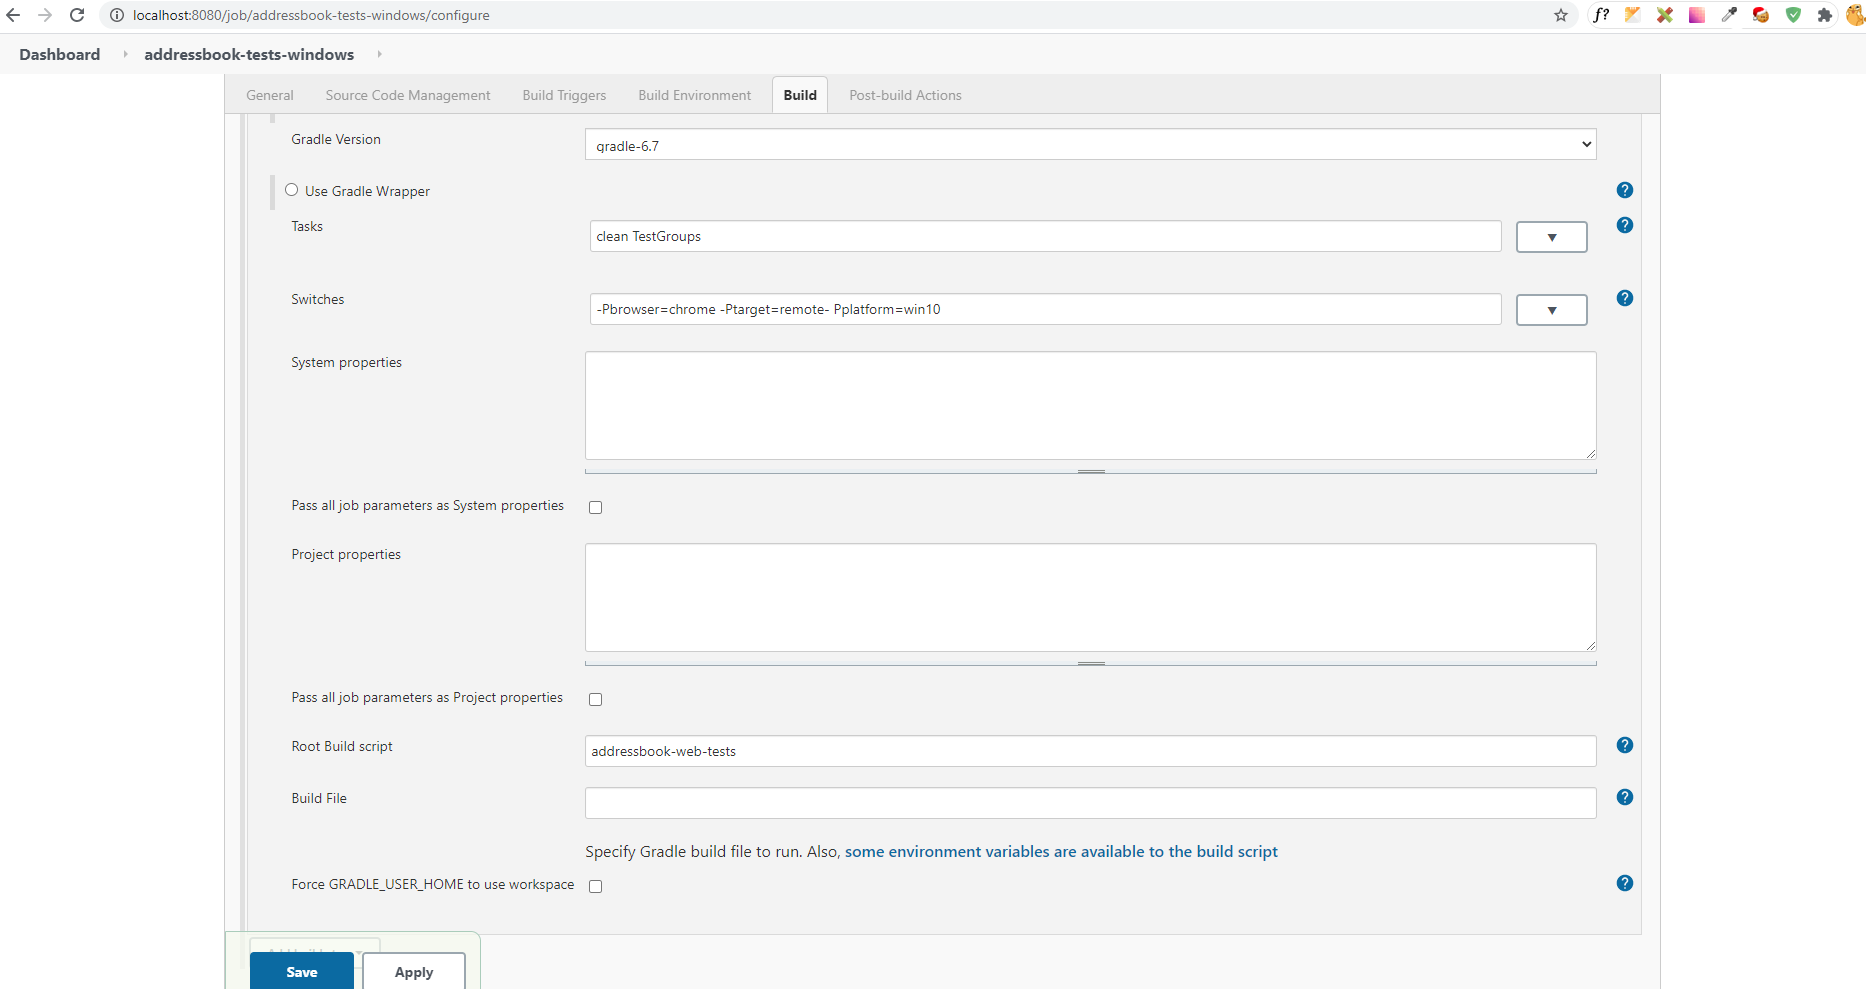 localhost:8080/job/addressbook-tests-windows/configure
f?
Dashboard
addressbook-tests-windows
General
Source Code Management
Build Triggers
Build Environment
Build
Post-build Actions
Gradle Version
gradle-6.7
Use Gradle Wrapper
?
Tasks
clean TestGroups
?
Switches
-Pbrowser=chrome -Ptarget=remote- Pplatform=win10
?
System properties
Pass all job parameters as System properties
Project properties
Pass all job parameters as Project properties
Root Build script
addressbook-web-tests
?
Build File
?
Specify Gradle build file to run. Also, some environment variables are available to the build script
Force GRADLE_USER_HOME to use workspace
?
Save
Apply